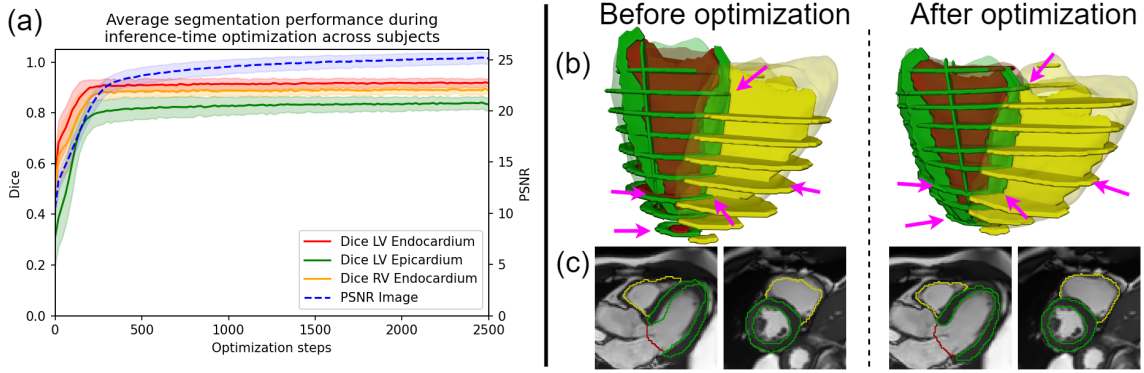 (a)
Average segmentation performance during
inference-time optimization across subjects
1.0
0.8
0.6
0.4
0.2
0.0
Dice
25
20
15
10
5
0
PSNR
0
500
1000
1500
2000
2500
Optimization steps
Dice LV Endocardium
Dice LV Epicardium
Dice RV Endocardium
PSNR Image
Before optimization
After optimization
(b)
(c)